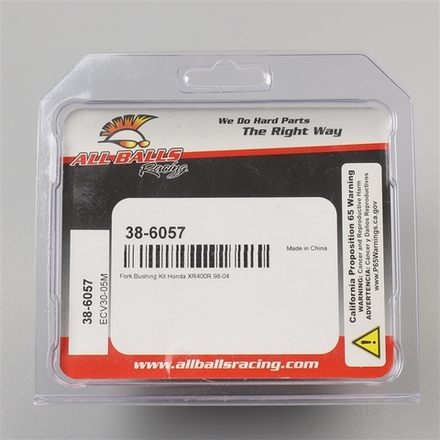 We Do Hard Parts
The Right Way
ALL BALLS
Racing
38-6057
Made in China
Fork Bushing Kit Honda XR400R 98-04
38-6057
ECV30-05M
California Proposition 65 Warning
WARNING: Cancer and Reproductive Harm
ADVERTENCIA: Cáncer y Daños Reproductivos
www.P65Warnings.ca.gov
www.allballsracing.com